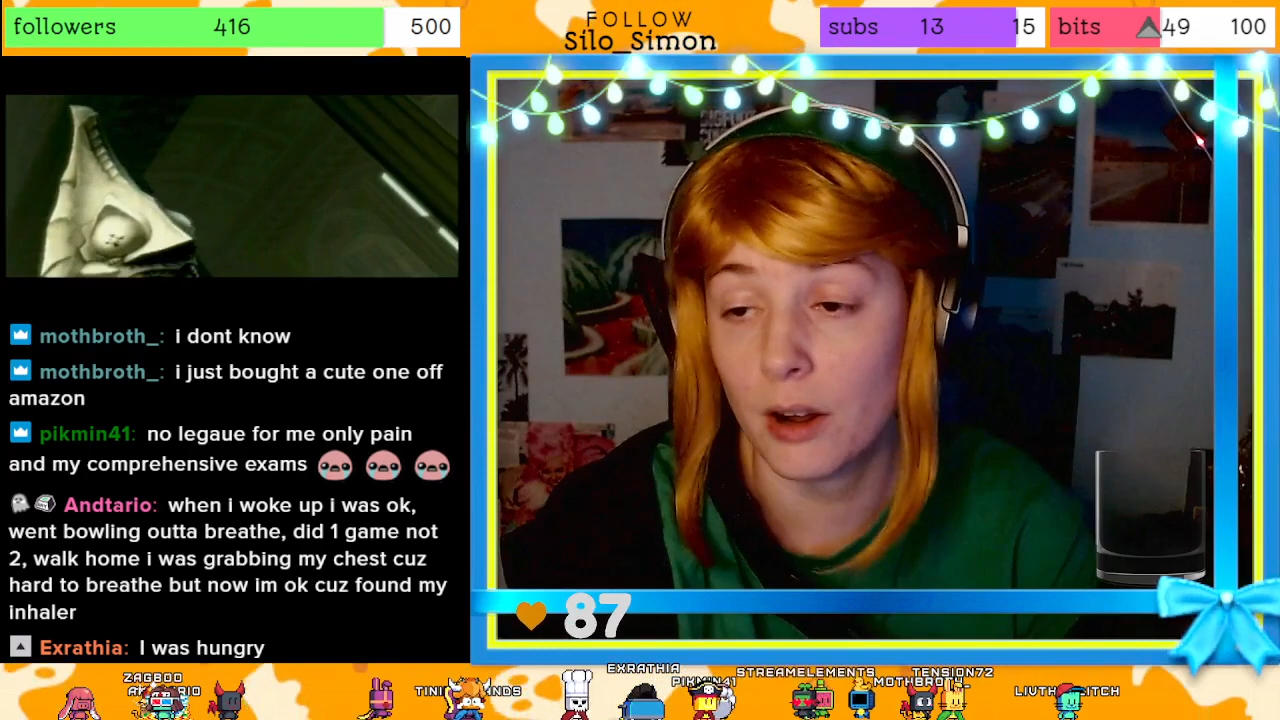 followers 416 500
FOLLOW
Silo_Simon
subs 13 15
bits 49 100
mothbroth_: i dont know
mothbroth_: i just bought a cute one off
amazon
pikmin41: no legaue for me only pain
and my comprehensive exams
Andtario: when i woke up i was ok,
went bowling outta breathe, did 1 game not
2, walk home i was grabbing my chest cuz
hard to breathe but now im ok cuz found my
inhaler
Exrathia: I was hungry
87
ZAGBOO
EXRATHIA
PIKMIN41
STREAMELEMENTS
MOTHBROTH_
TENSION72